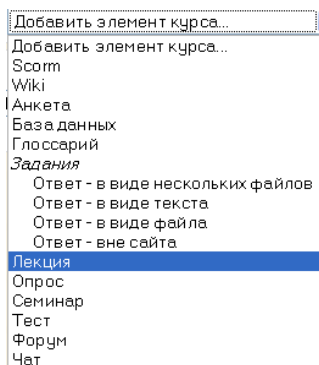 Добавить элемент курса...
Добавить элемент курса...
Scorm
Wiki
Анкета
База данных
Глоссарий
Задания
Ответ - в виде нескольких файлов
Ответ - в виде текста
Ответ - в виде файла
Ответ - вне сайта
Лекция
Опрос
Семинар
Тест
Форум
Чат